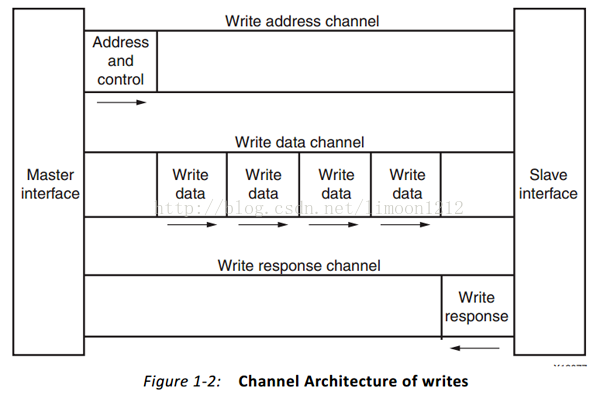 Write address channel
Address
and
control
Write data channel
Master
interface
Write
data
Write
data
Write
data
Write
data
Slave
interface
http://blog.csdn.net/limoon1212
Write response channel
Write
response
Figure 1-2: Channel Architecture of writes